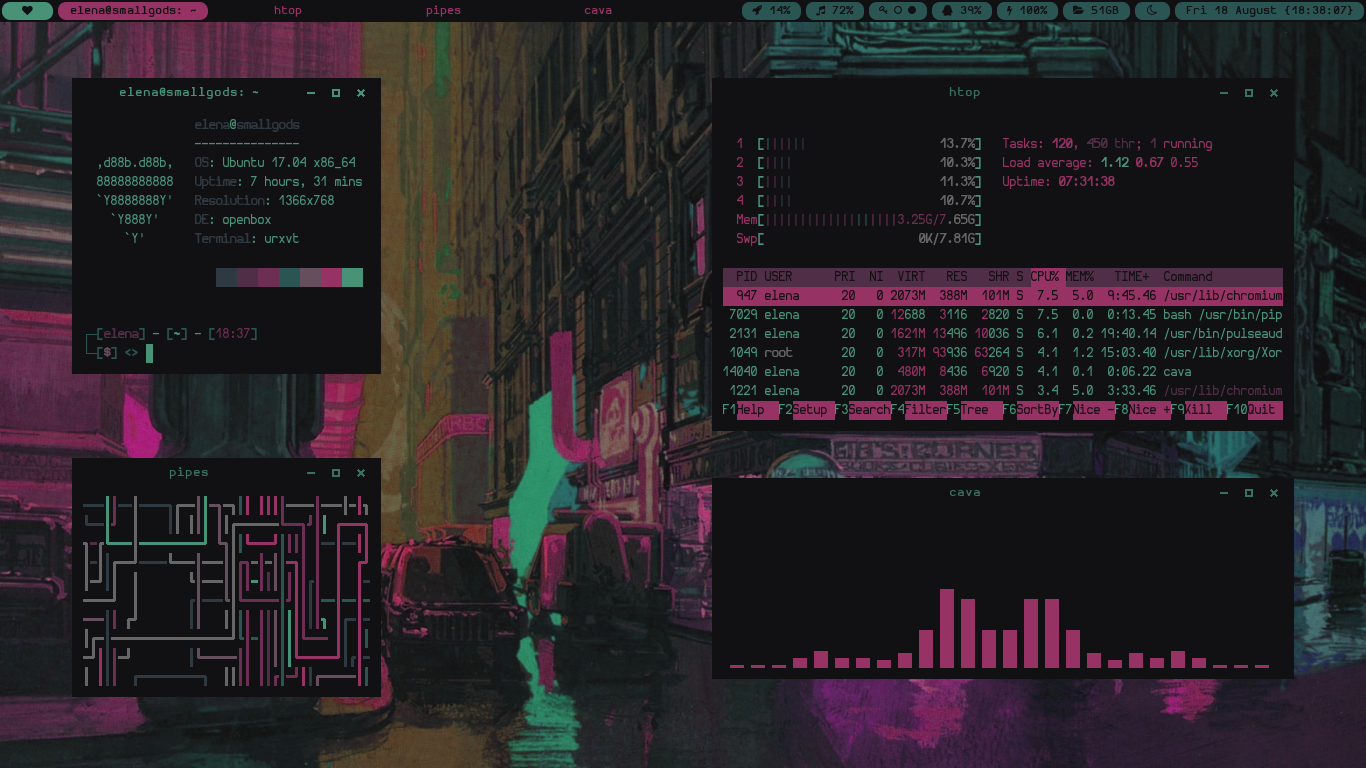 elena@smallgods: ~ htop pipes cava 14% 72% 39% 100% 51GB Fri 18 August {18:38:07}
elena@smallgods: ~
elena@smallgods
---------------
OS: Ubuntu 17.04 x86_64
Uptime: 7 hours, 31 mins
Resolution: 1366x768
DE: openbox
Terminal: urxvt
,d88b.d88b,
88888888888
`Y8888888Y'
`Y888Y'
`Y'
[elena] - [~] - [18:37]
[$] <>
htop
1 [|||||| 13.7%] Tasks: 120, 450 thr; 1 running
2 [|||| 10.3%] Load average: 1.12 0.67 0.55
3 [|||| 11.3%] Uptime: 07:31:38
4 [|||| 10.7%]
Mem[|||||||||||||||||||3.25G/7.65G]
Swp[ 0K/7.81G]
PID USER PRI NI VIRT RES SHR S CPU% MEM% TIME+ Command
947 elena 20 0 2073M 388M 101M S 7.5 5.0 9:45.46 /usr/lib/chromium
7029 elena 20 0 12688 3116 2820 S 7.5 0.0 0:13.45 bash /usr/bin/pip
2131 elena 20 0 1621M 13496 10036 S 6.1 0.2 19:40.14 /usr/bin/pulseaud
1049 root 20 0 317M 93936 63264 S 4.1 1.2 15:03.40 /usr/lib/xorg/Xor
14040 elena 20 0 480M 8436 6920 S 4.1 0.1 0:06.22 cava
1221 elena 20 0 2073M 388M 101M S 3.4 5.0 3:33.46 /usr/lib/chromium
F1Help F2Setup F3SearchF4FilterF5Tree F6SortByF7Nice -F8Nice +F9Kill F10Quit
pipes
cava